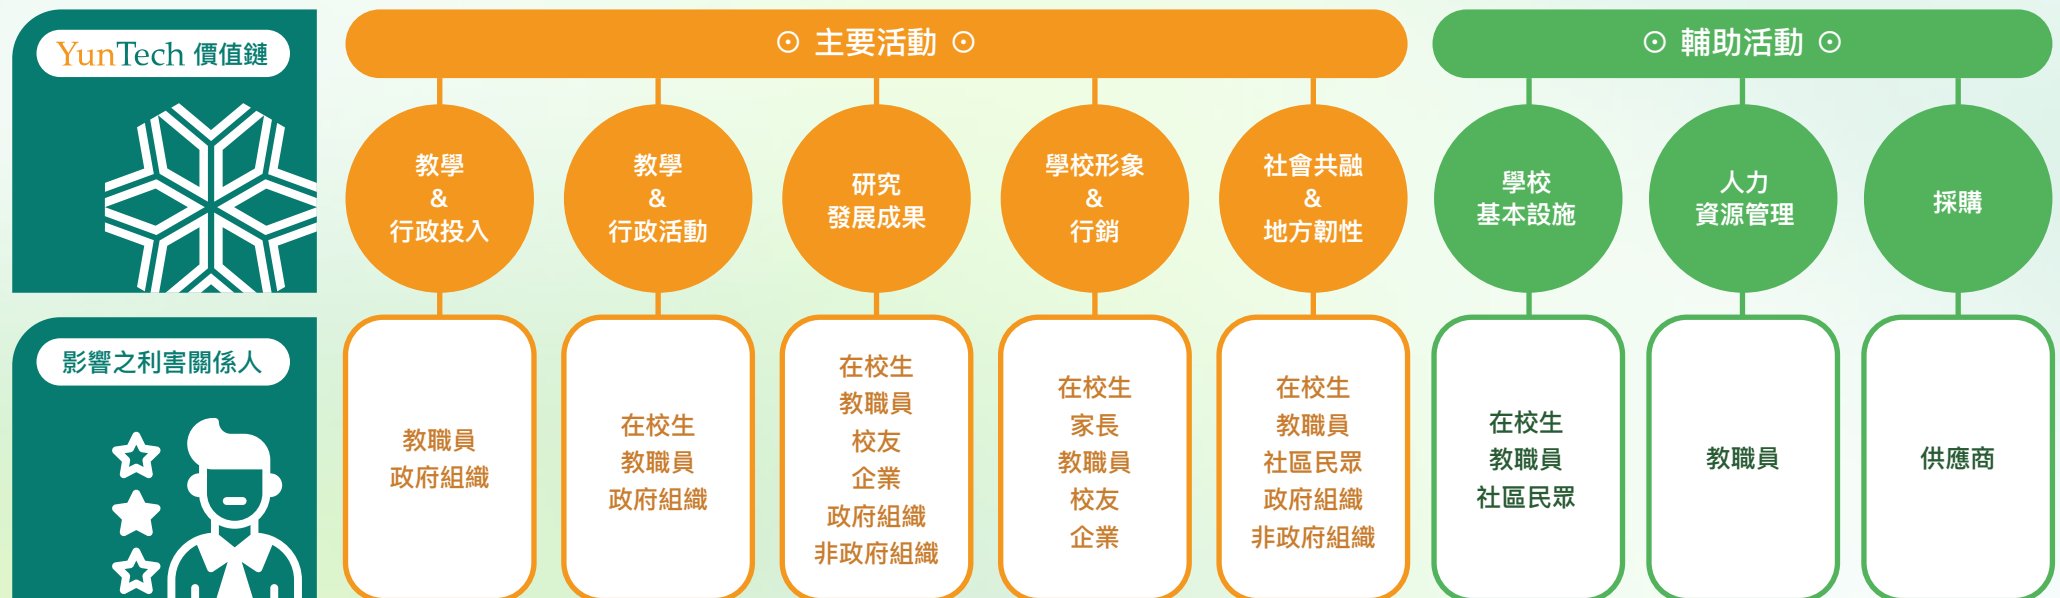 YunTech 價值鏈
⊙ 主要活動 ⊙
⊙ 輔助活動 ⊙
教學
&
行政投入
教學
&
行政活動
研究
發展成果
學校形象
&
行銷
社會共融
&
地方韌性
學校
基本設施
人力
資源管理
採購
影響之利害關係人
教職員
政府組織
在校生
教職員
政府組織
在校生
教職員
校友
企業
政府組織
非政府組織
在校生
家長
教職員
校友
企業
在校生
教職員
社區民眾
政府組織
非政府組織
在校生
教職員
社區民眾
教職員
供應商